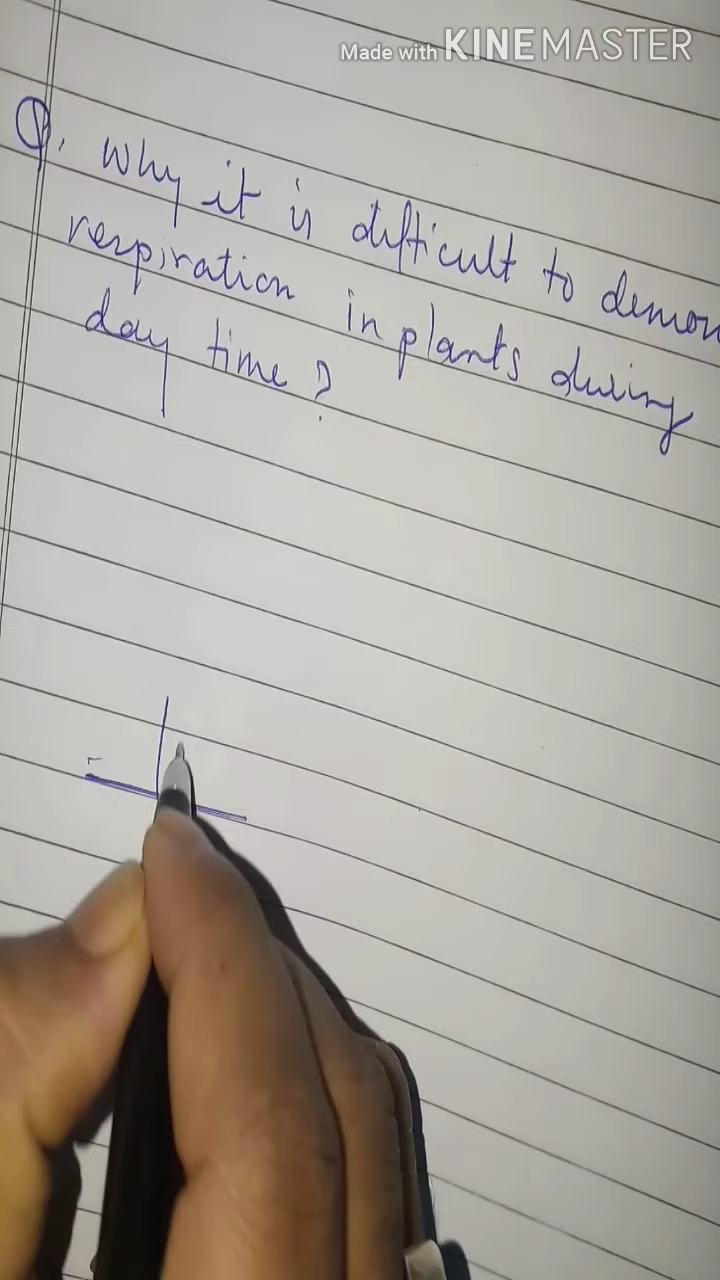 Made with KINEMASTER
Q. Why it is difficult to demon
respiration in plants during
day time?